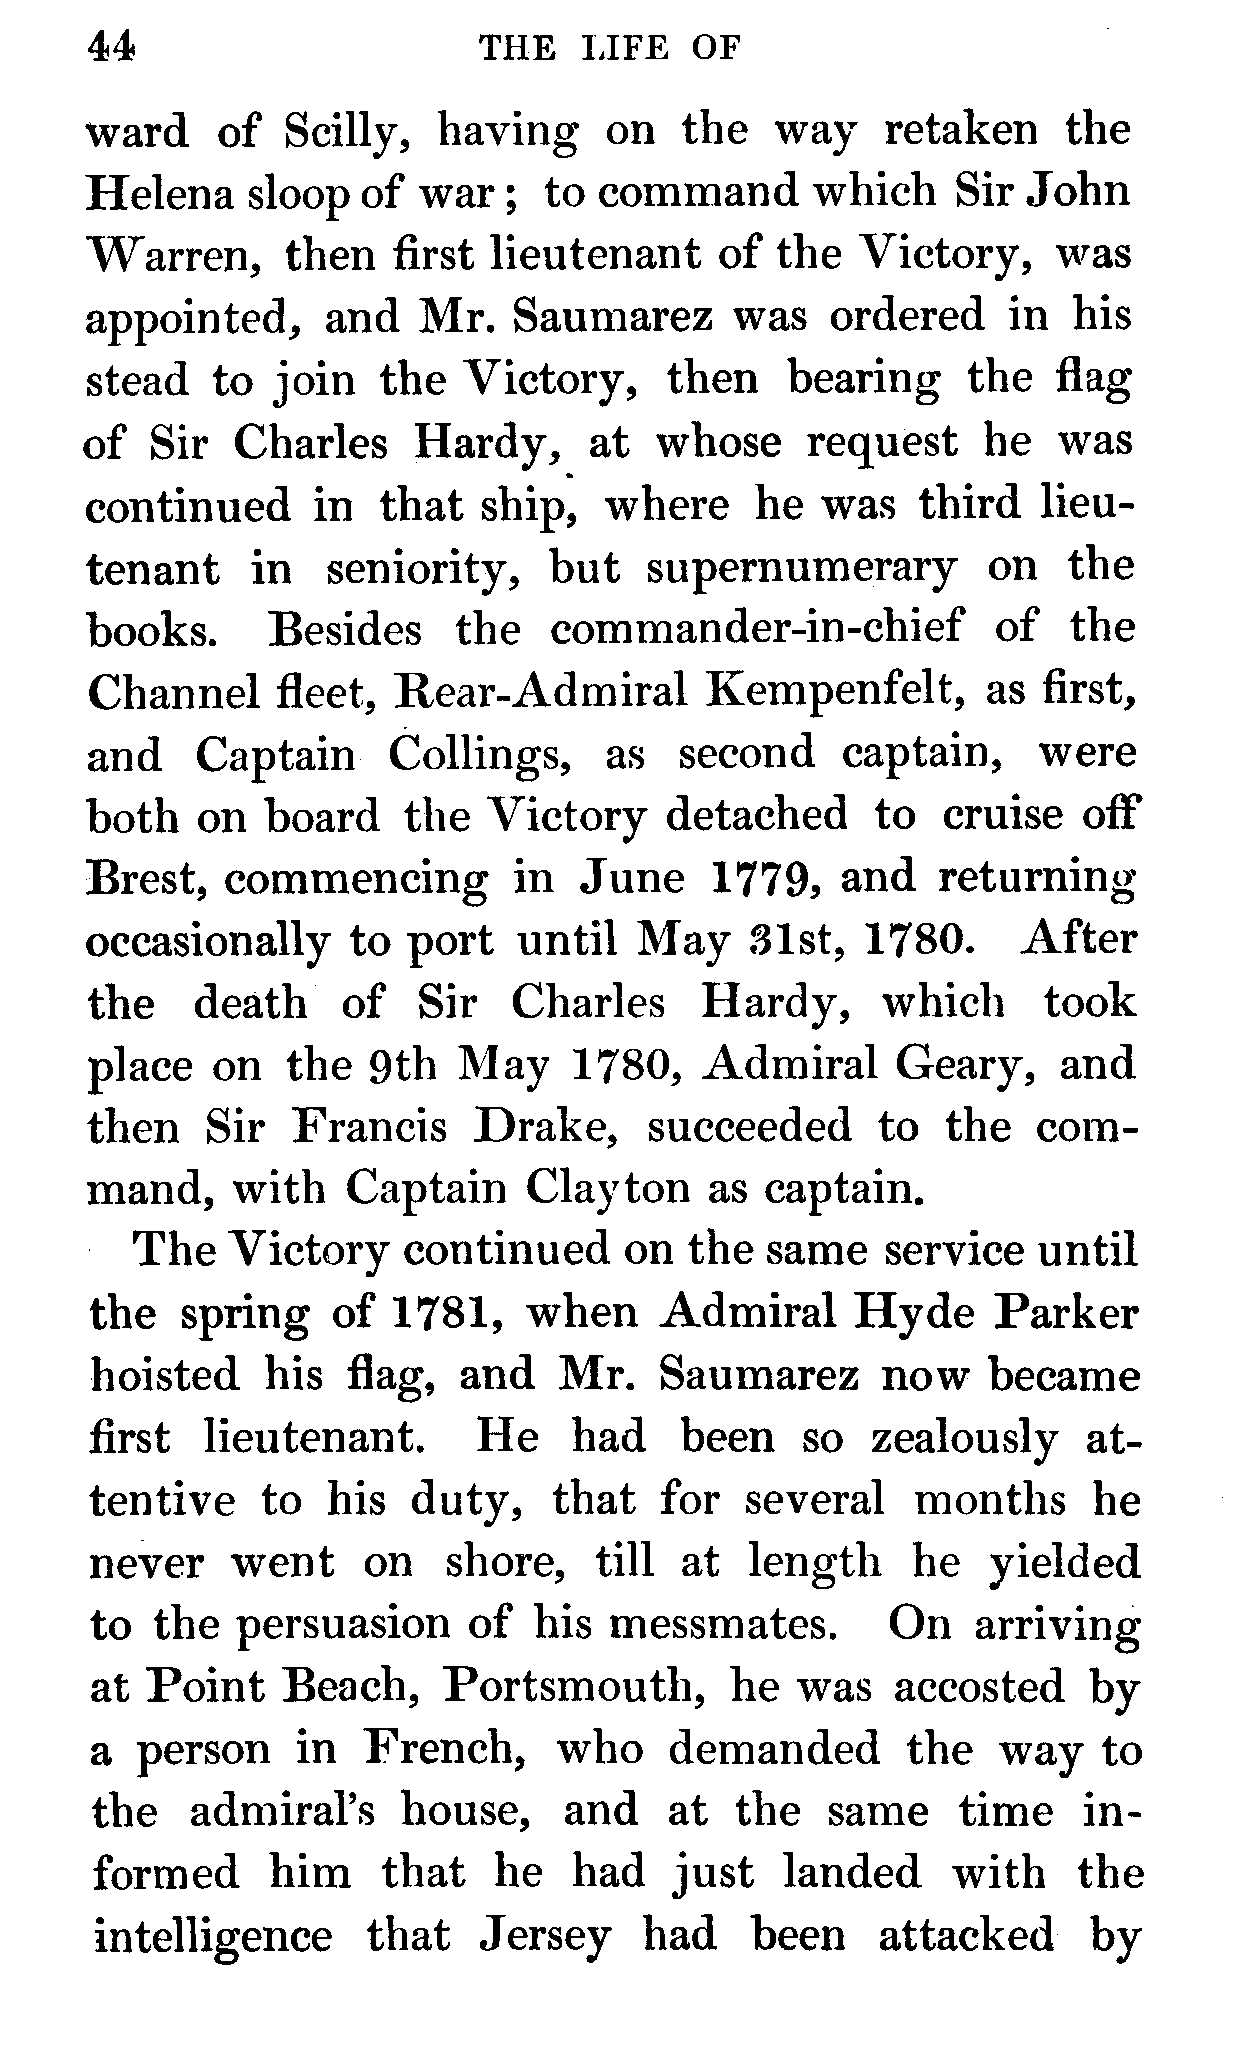 44 THE LIFE OF
ward of Scilly, having on the way retaken the
Helena sloop of war; to command which Sir John
Warren, then first lieutenant of the Victory, was
appointed, and Mr. Saumarez was ordered in his
stead to join the Victory, then bearing the flag
of Sir Charles Hardy, at whose request he was
continued in that ship, where he was third lieu-
tenant in seniority, but supernumerary on the
books. Besides the commander-in-chief of the
Channel fleet, Rear-Admiral Kempenfelt, as first,
and Captain Collings, as second captain, were
both on board the Victory detached to cruise off
Brest, commencing in June 1779, and returning
occasionally to port until May 31st, 1780. After
the death of Sir Charles Hardy, which took
place on the 9th May 1780, Admiral Geary, and
then Sir Francis Drake, succeeded to the com-
mand, with Captain Clayton as captain.
The Victory continued on the same service until
the spring of 1781, when Admiral Hyde Parker
hoisted his flag, and Mr. Saumarez now became
first lieutenant. He had been so zealously at-
tentive to his duty, that for several months he
never went on shore, till at length he yielded
to the persuasion of his messmates. On arriving
at Point Beach, Portsmouth, he was accosted by
a person in French, who demanded the way to
the admiral's house, and at the same time in-
formed him that he had just landed with the
intelligence that Jersey had been attacked by